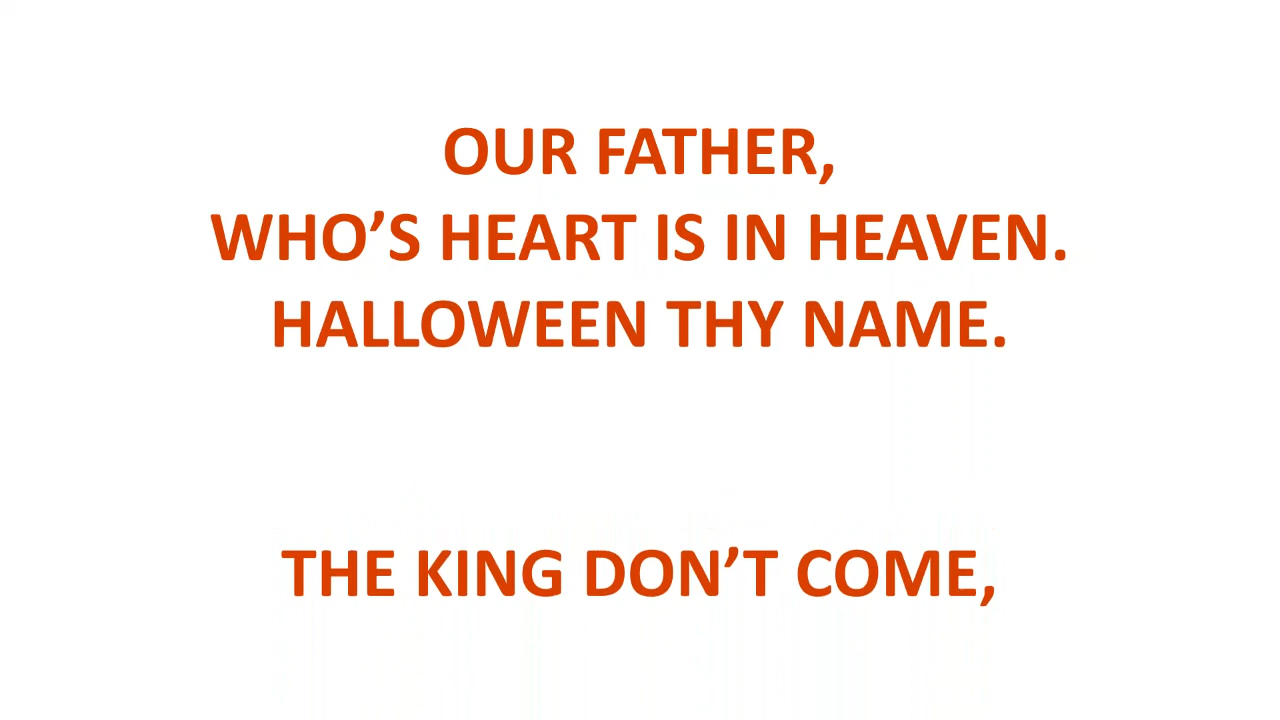 OUR FATHER,
WHO’S HEART IS IN HEAVEN.
HALLOWEEN THY NAME.
THE KING DON’T COME,